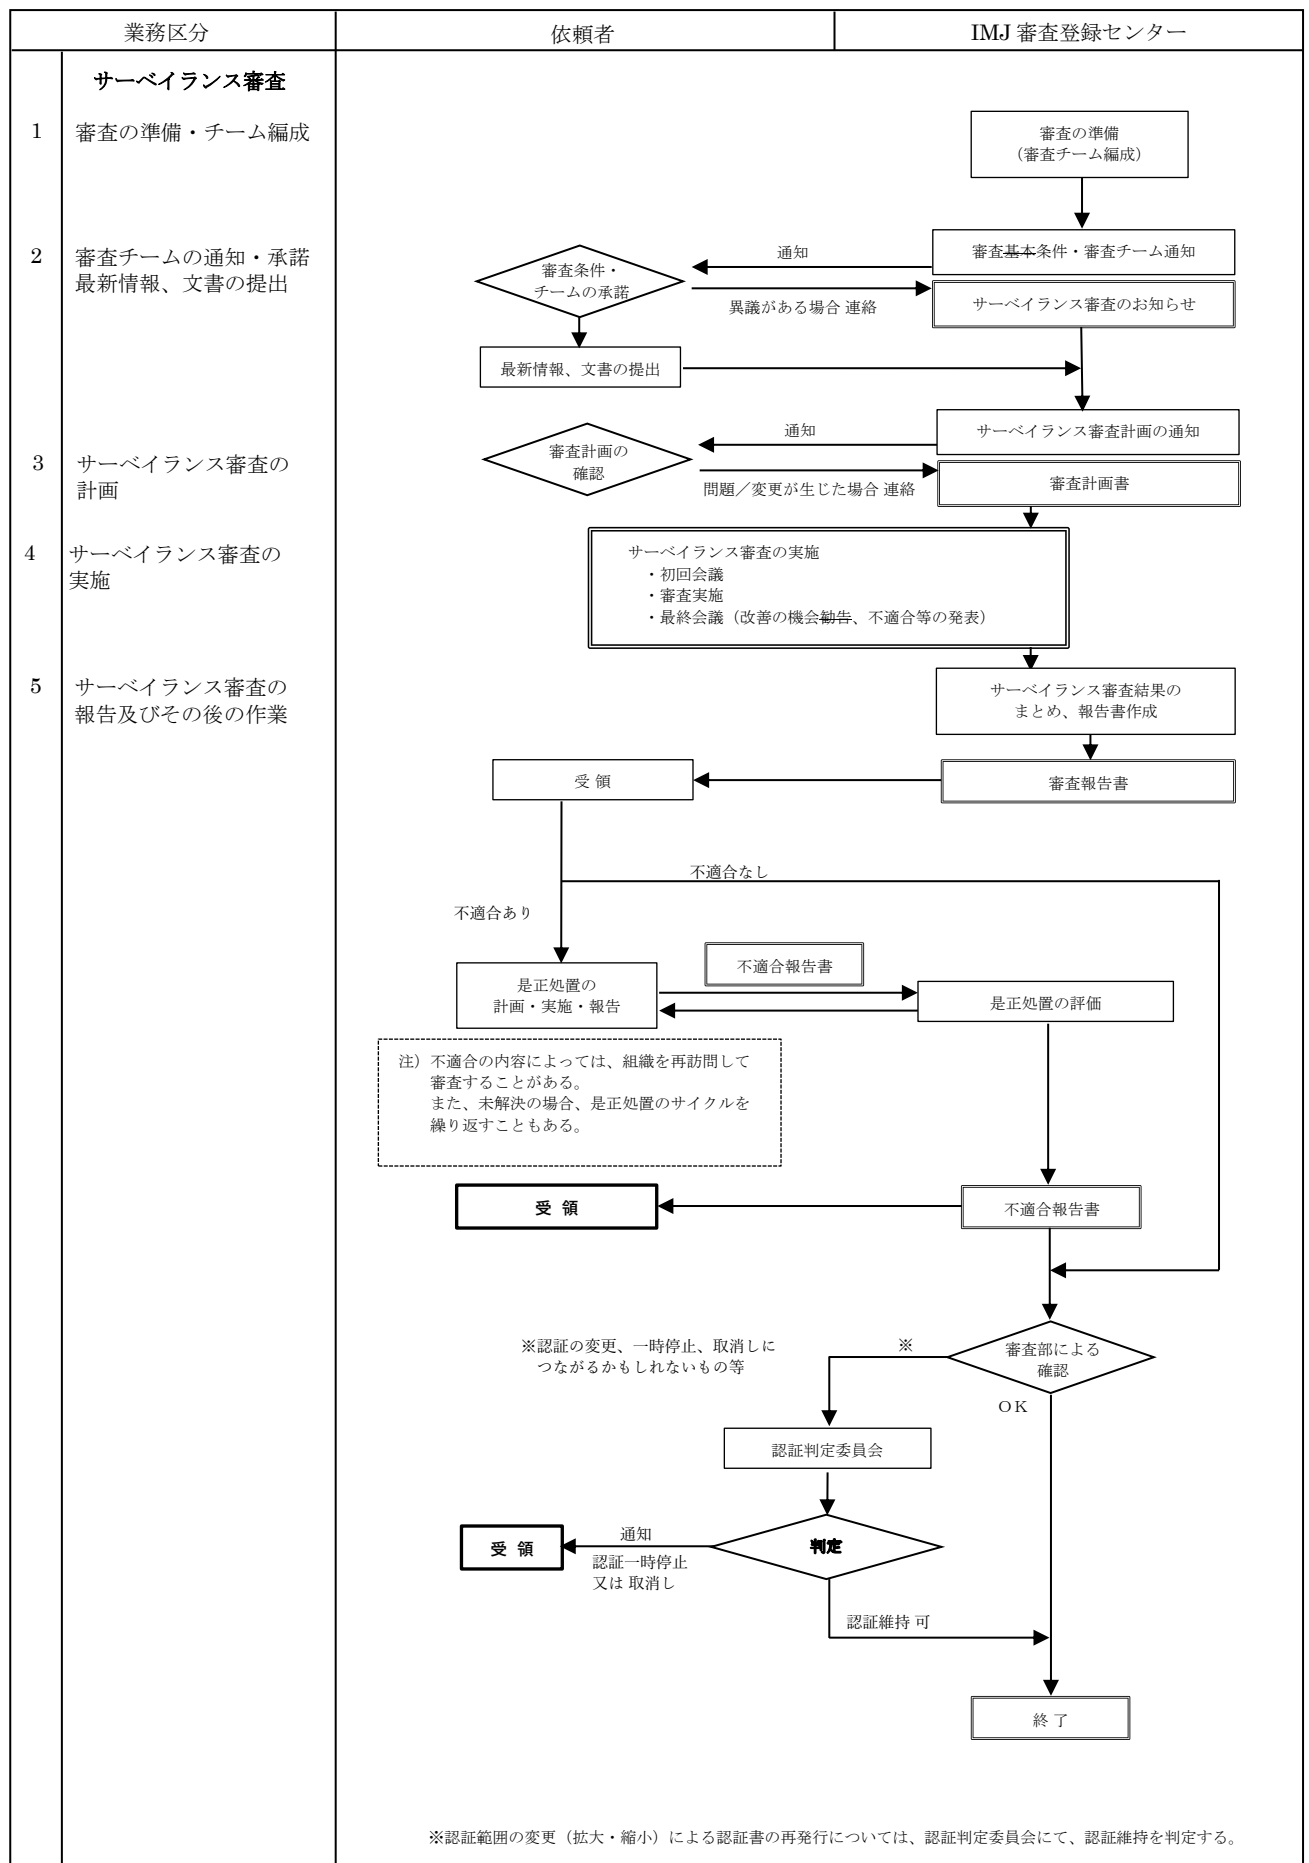 業務区分
依頼者
IMJ 審査登録センター
サーベイランス審査
1
審査の準備・チーム編成
審査の準備
(審査チーム編成)
2
審査チームの通知・承諾
最新情報、文書の提出
審査条件・
チームの承諾
通知
審査基本条件・審査チーム通知
異議がある場合 連絡
サーベイランス審査のお知らせ
最新情報、文書の提出
3
サーベイランス審査の
計画
審査計画の
確認
通知
サーベイランス審査計画の通知
問題／変更が生じた場合 連絡
審査計画書
4
サーベイランス審査の
実施
サーベイランス審査の実施
・初回会議
・審査実施
・最終会議（改善の機会勧告、不適合等の発表）
5
サーベイランス審査の
報告及びその後の作業
サーベイランス審査結果の
まとめ、報告書作成
受 領
審査報告書
不適合なし
不適合あり
是正処置の
計画・実施・報告
不適合報告書
是正処置の評価
注）不適合の内容によっては、組織を再訪問して
審査することがある。
また、未解決の場合、是正処置のサイクルを
繰り返すこともある。
受 領
不適合報告書
※認証の変更、一時停止、取消しに
つながるかもしれないもの等
※
審査部による
確認
ＯＫ
認証判定委員会
受 領
通知
認証一時停止
又は 取消し
判定
認証維持 可
終 了
※認証範囲の変更（拡大・縮小）による認証書の再発行については、認証判定委員会にて、認証維持を判定する。